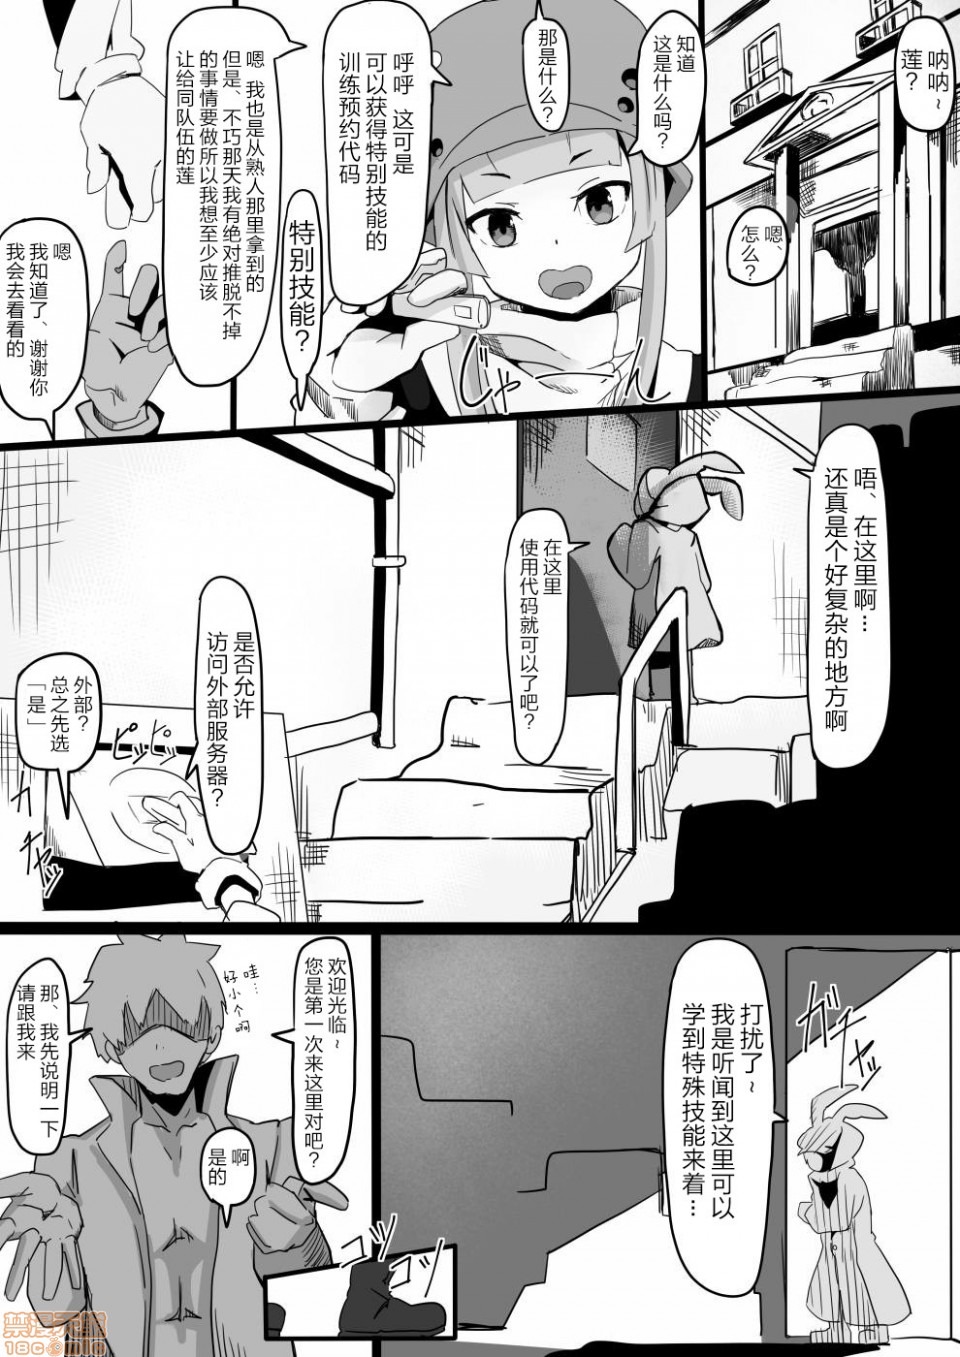 呐呐~
莲?
嗯、
怎么?
知道
这是什么吗?
那是什么?
呼呼 这可是
可以获得特别技能的
训练预约代码
特别技能?
嗯 我也是从熟人那里拿到的
但是、不巧那天我有绝对推脱不掉
的事情要做所以我想至少应该
让给同队伍的莲
嗯
我知道了、谢谢你
我会去看看的
じゃーん
唔、在这里啊…
还真是个好复杂的地方啊
在这里
使用代码就可以了吧?
是否允许
访问外部服务器?
外部?
总之先选
「是」
ピッピッ
ガチャッ
ガチャ
打扰了~
我是听闻到这里可以
学到特殊技能来着…
コツコツ
欢迎光临~
您是第一次来这里对吧?
哇…
好小个啊
啊
是的
那、我先说明一下
请跟我来
禁漫天堂
18COMIC